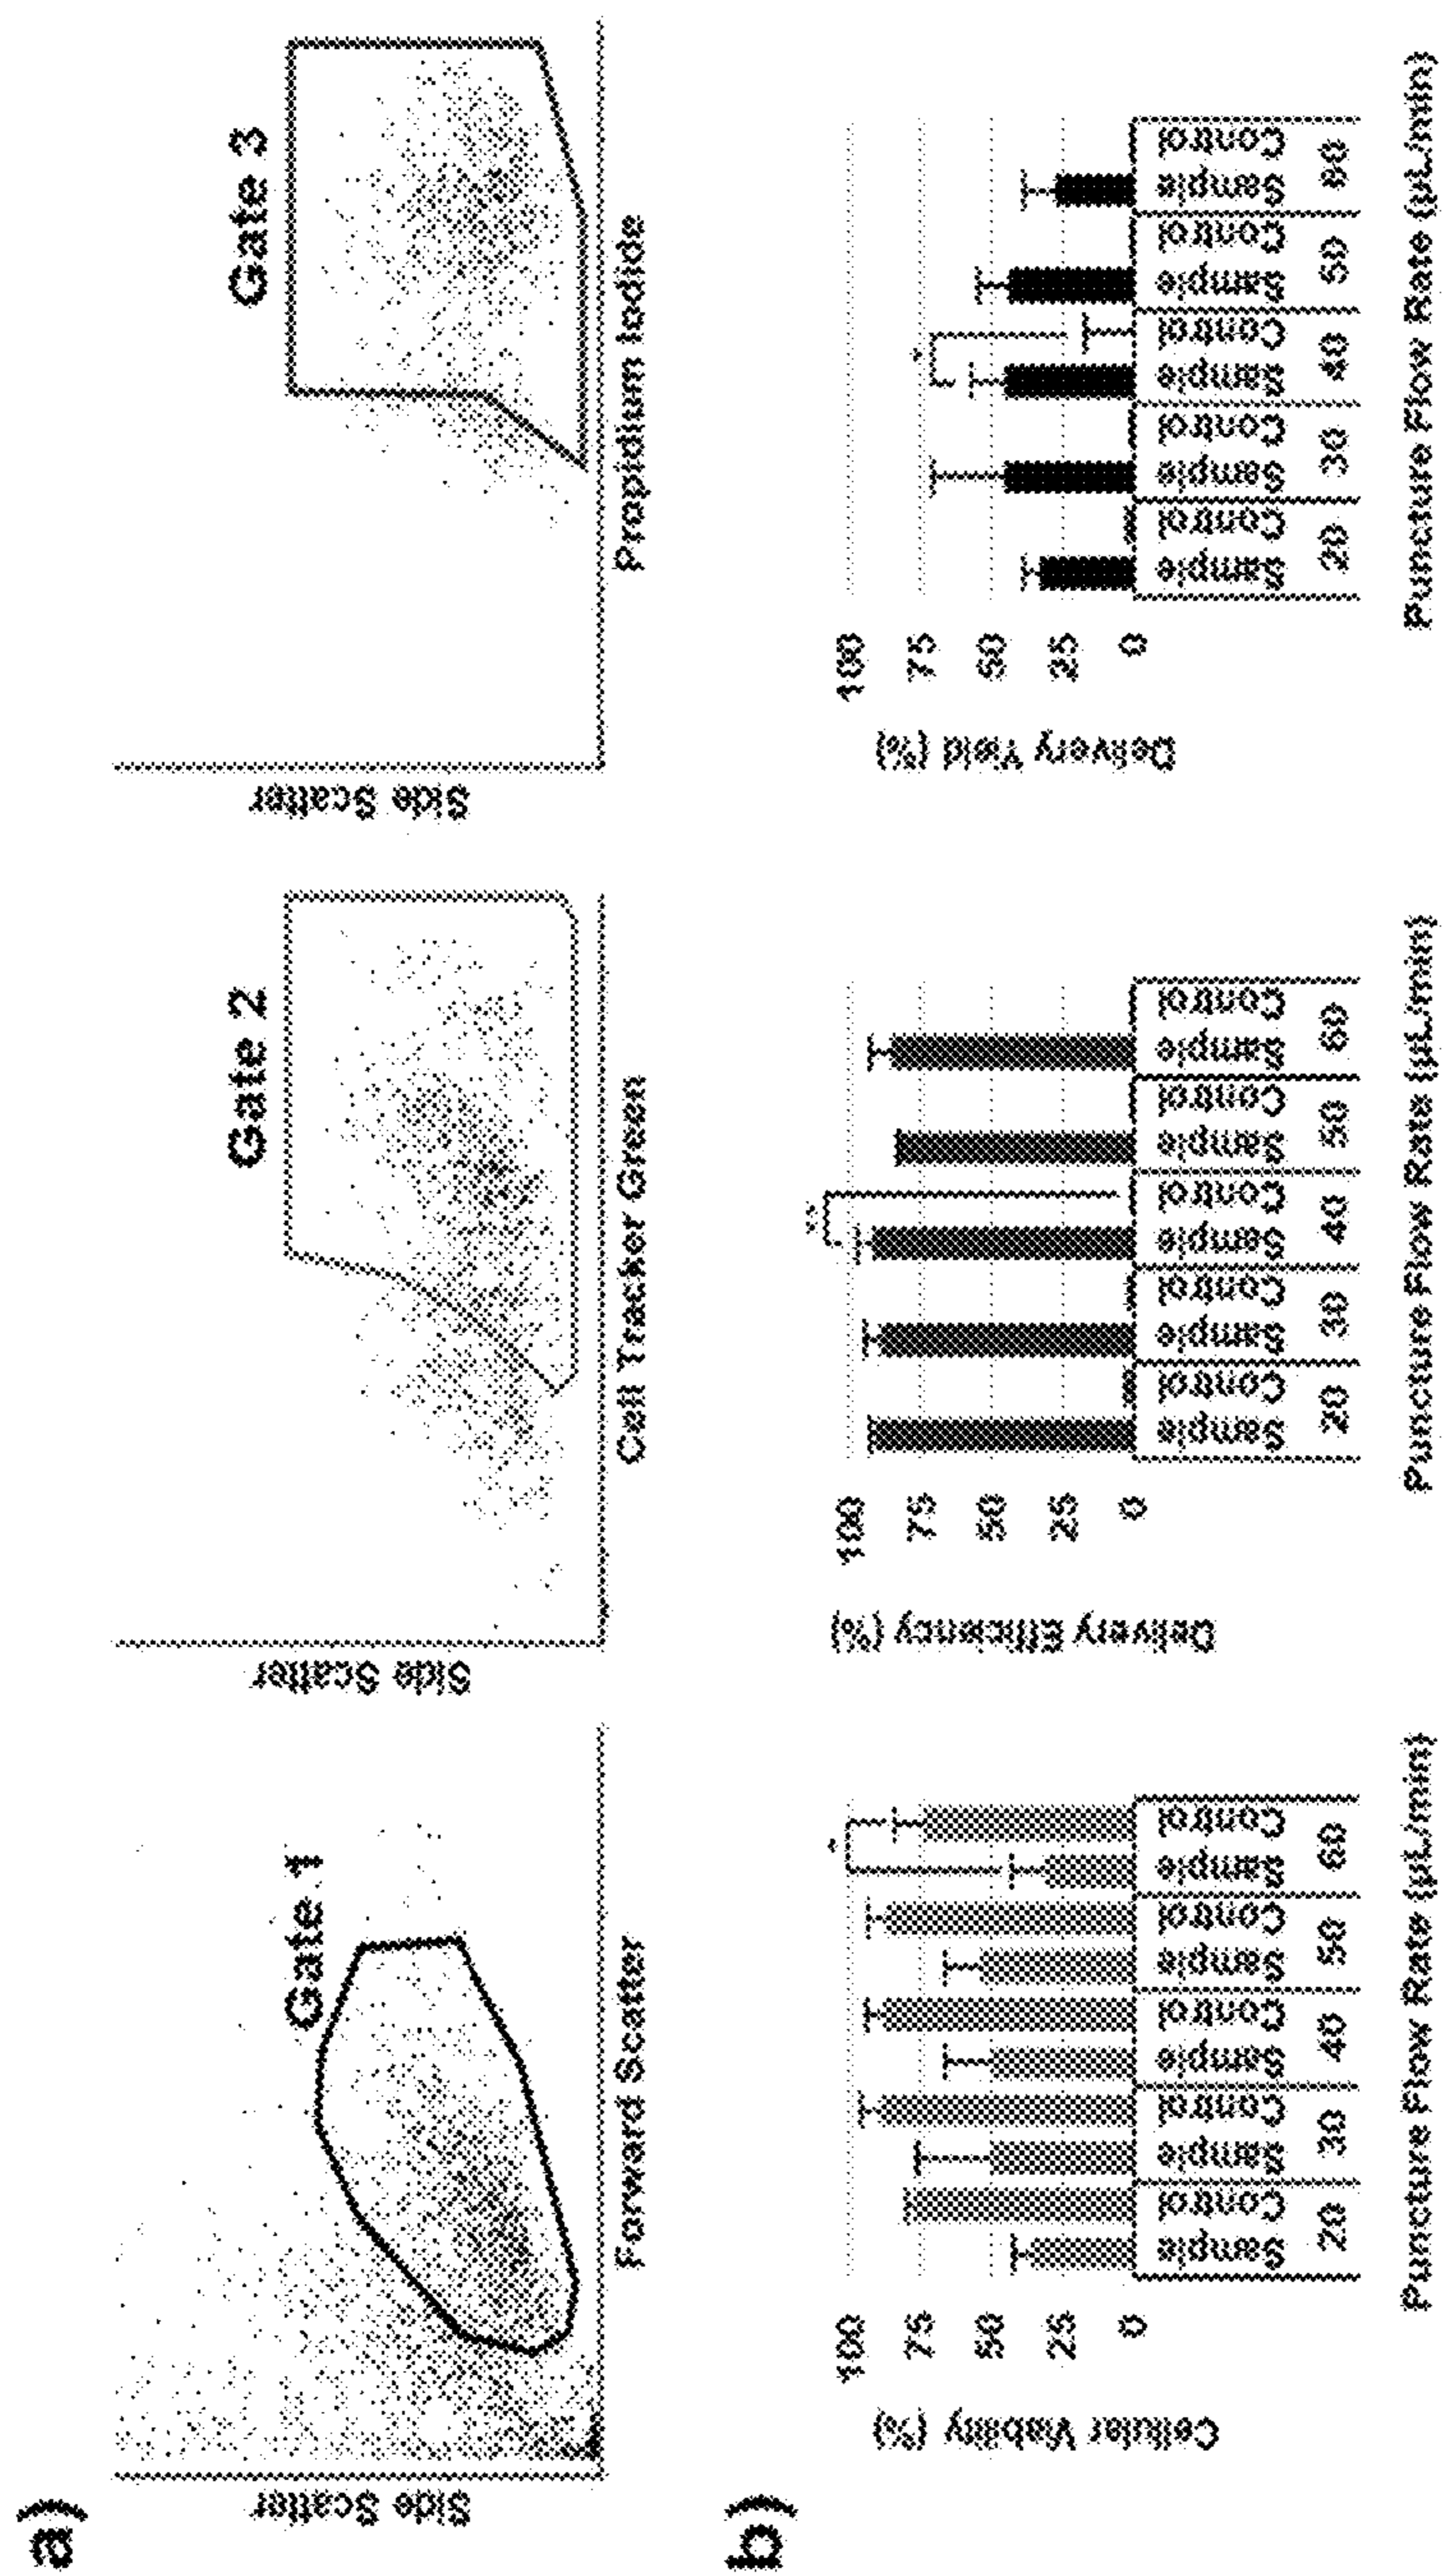 a)
Side Scatter
Gate 1
Forward Scatter
Side Scatter
Gate 2
Cell Tracker Green
Side Scatter
Gate 3
Propidium Iodide
b)
Cellular Viability (%)
100
75
50
25
0
*
Sample Control Sample Control Sample Control Sample Control Sample Control
20 30 40 50 60
Puncture Flow Rate (µL/min)
Delivery Efficiency (%)
100
75
50
25
0
**
Sample Control Sample Control Sample Control Sample Control Sample Control
20 30 40 50 60
Puncture Flow Rate (µL/min)
Delivery Yield (%)
100
75
50
25
0
*
Sample Control Sample Control Sample Control Sample Control Sample Control
20 30 40 50 60
Puncture Flow Rate (µL/min)